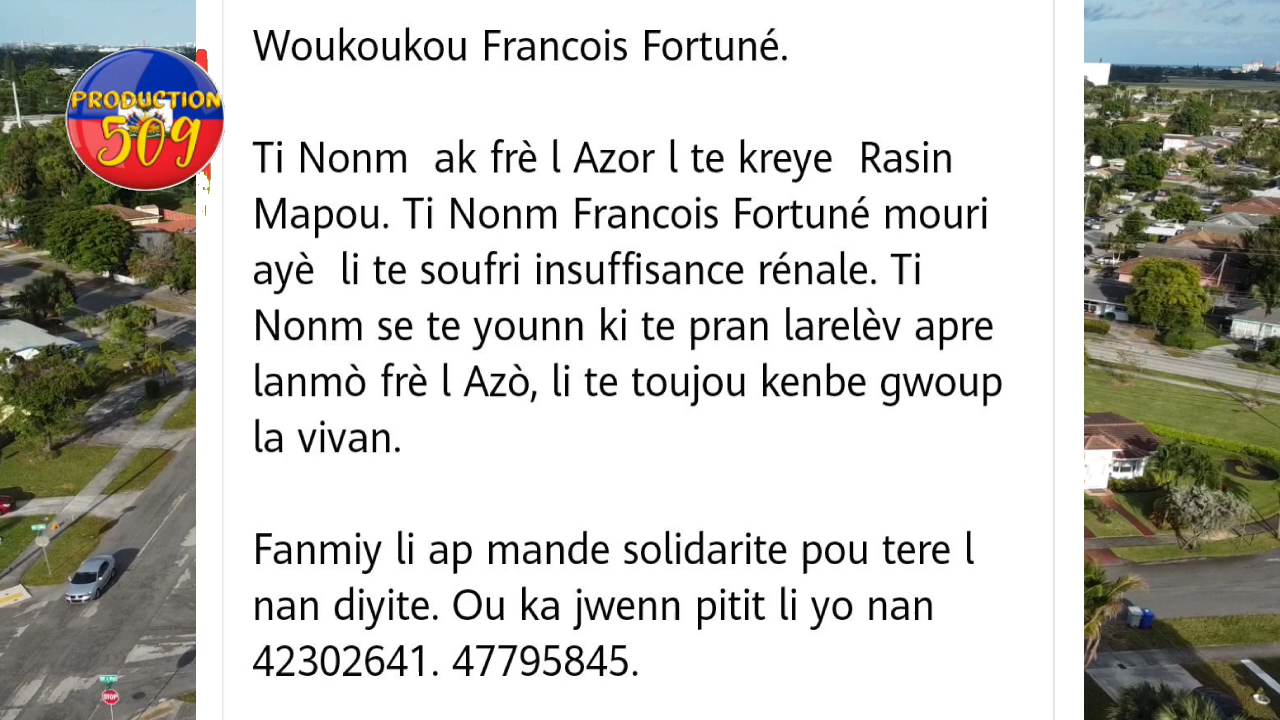 Woukoukou Francois Fortuné.
PRODUCTION
509
Ti Nonm ak frè l Azor l te kreye Rasin
Mapou. Ti Nonm Francois Fortuné mouri
ayè li te soufri insuffisance rénale. Ti
Nonm se te younn ki te pran larelèv apre
lanmò frè l Azò, li te toujou kenbe gwoup
la vivan.
Fanmiy li ap mande solidarite pou tere l
nan diyite. Ou ka jwenn pitit li yo nan
42302641. 47795845.
STOP